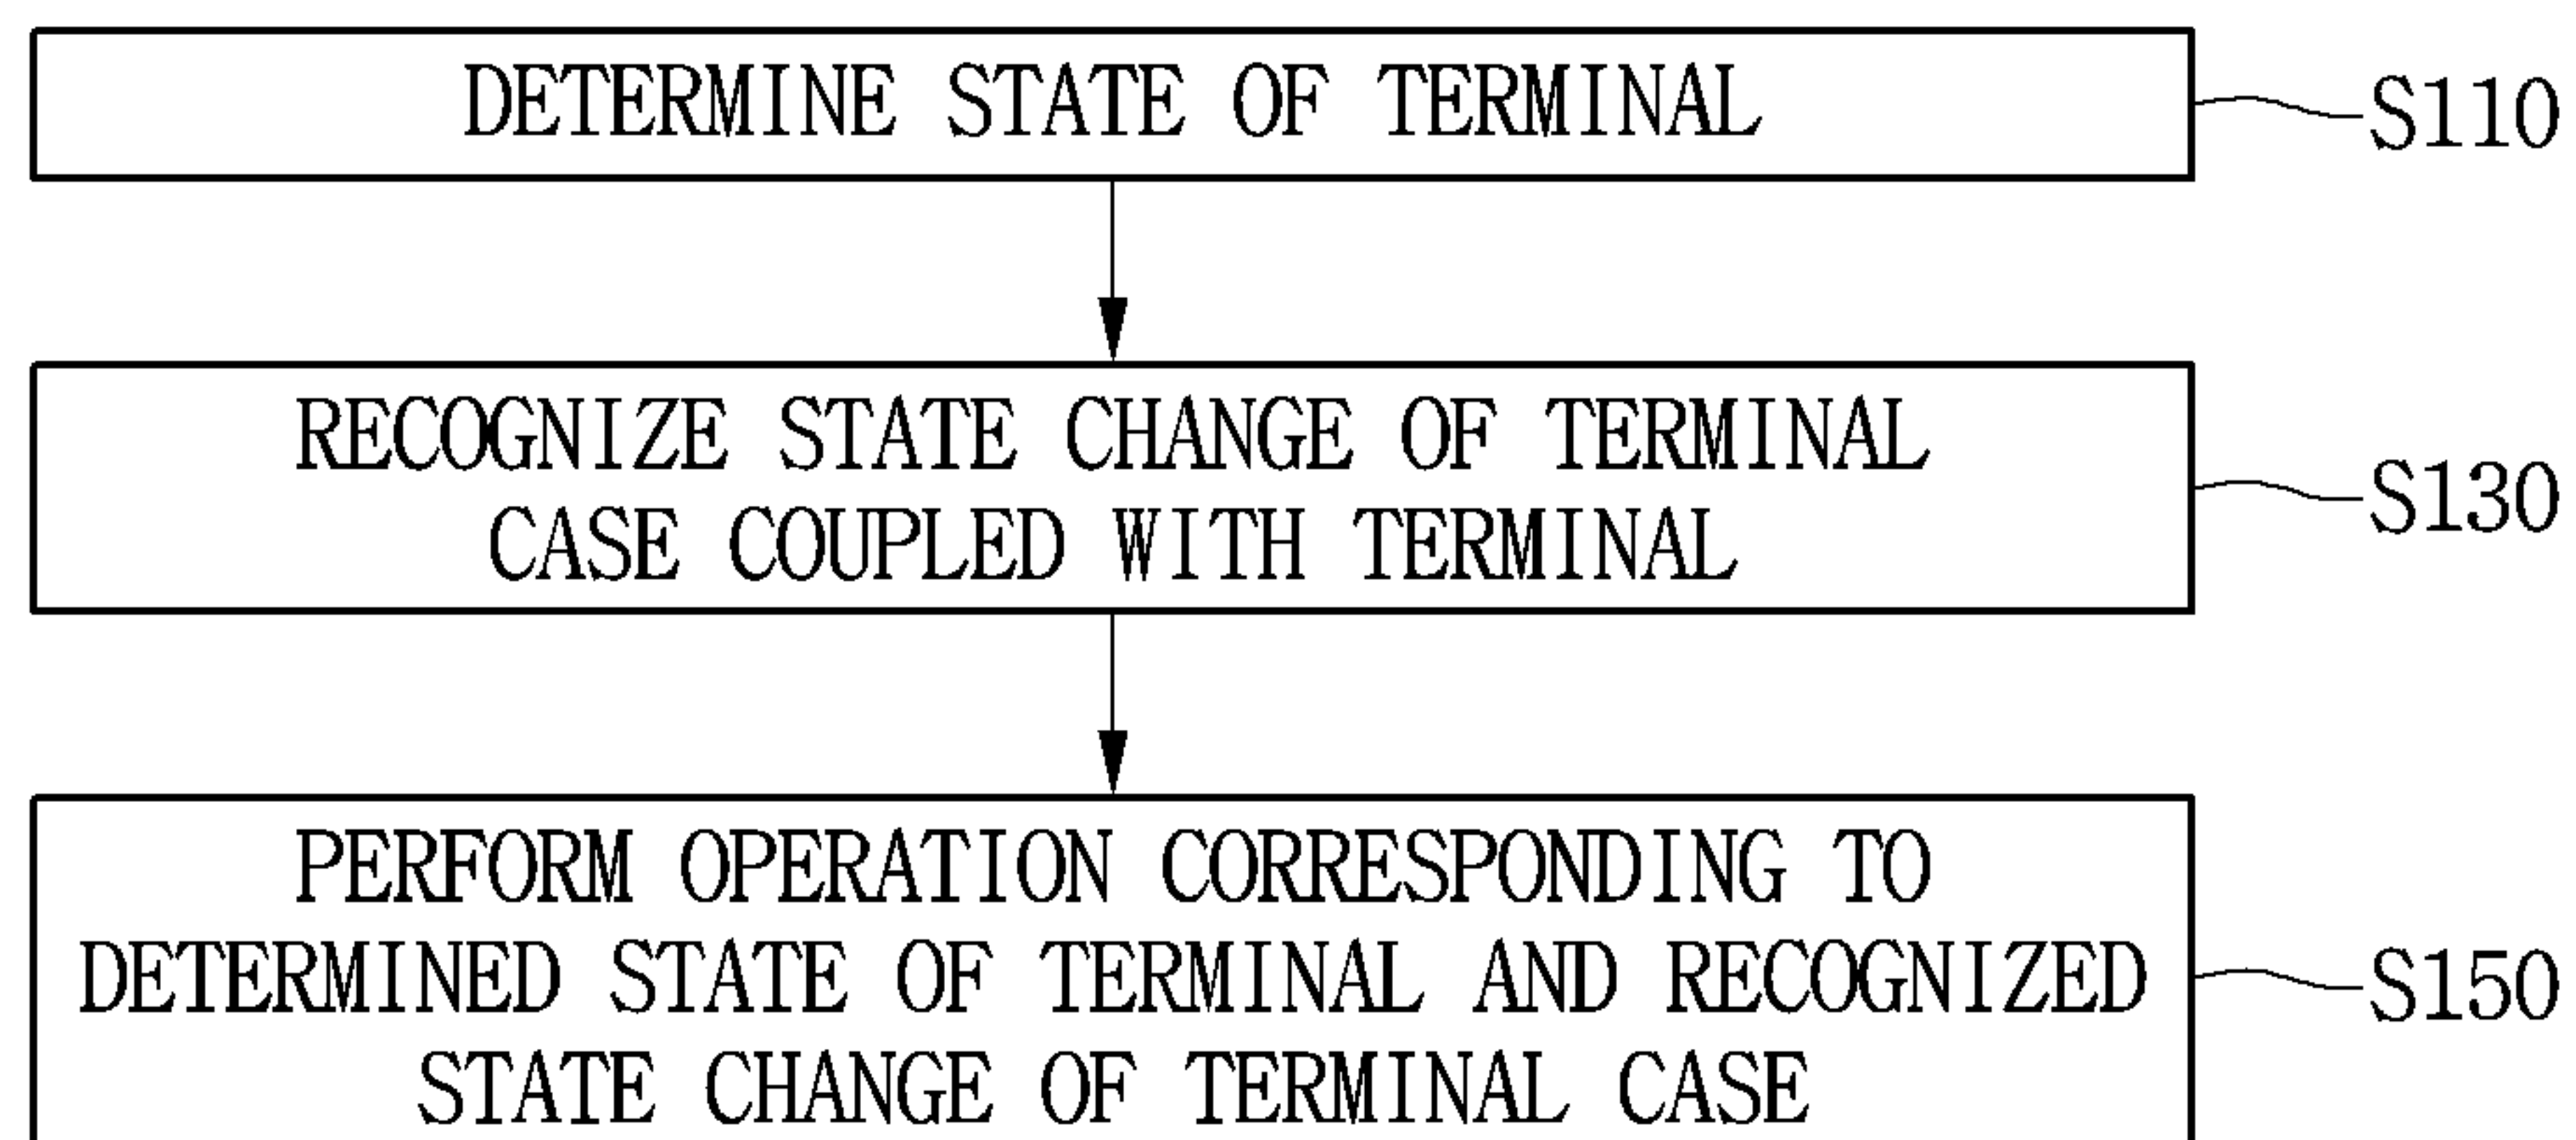 DETERMINE STATE OF TERMINAL
S110
RECOGNIZE STATE CHANGE OF TERMINAL
CASE COUPLED WITH TERMINAL
S130
PERFORM OPERATION CORRESPONDING TO
DETERMINED STATE OF TERMINAL AND RECOGNIZED
STATE CHANGE OF TERMINAL CASE
S150